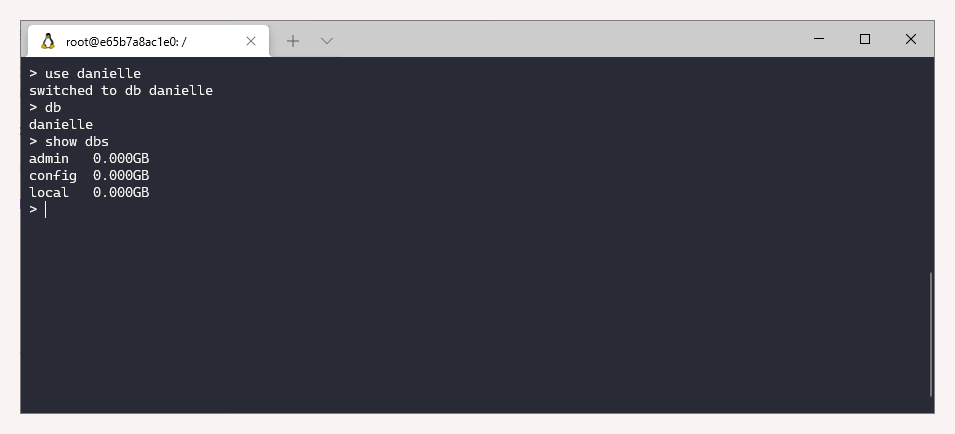 root@e65b7a8ac1e0: /
> use danielle
switched to db danielle
> db
danielle
> show dbs
admin   0.000GB
config  0.000GB
local   0.000GB
>